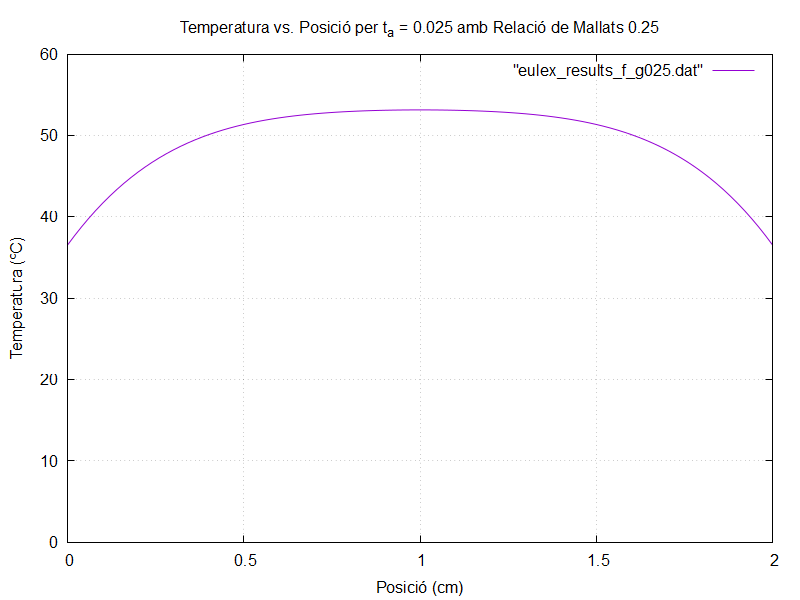 Temperatura vs. Posició per tₐ = 0.025 amb Relació de Mallats 0.25
"eulex_results_f_g025.dat"
Temperatura (ºC)
60
50
40
30
20
10
0
0 0.5 1 1.5 2
Posició (cm)